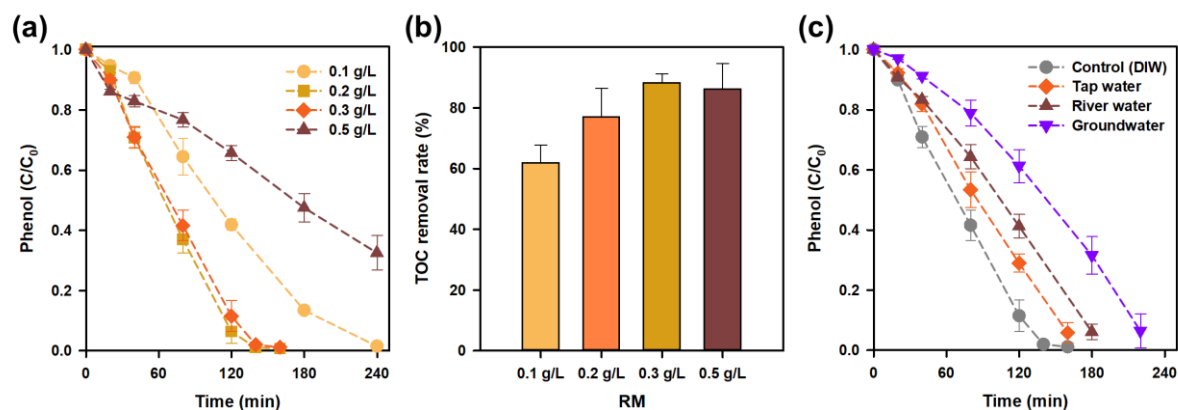 (a)
Phenol (C/C₀)
1.0
0.8
0.6
0.4
0.2
0.0
0
60
120
180
240
Time (min)
0.1 g/L
0.2 g/L
0.3 g/L
0.5 g/L
(b)
TOC removal rate (%)
100
80
60
40
20
0
0.1 g/L
0.2 g/L
0.3 g/L
0.5 g/L
RM
(c)
Phenol (C/C₀)
1.0
0.8
0.6
0.4
0.2
0.0
0
60
120
180
240
Time (min)
Control (DIW)
Tap water
River water
Groundwater